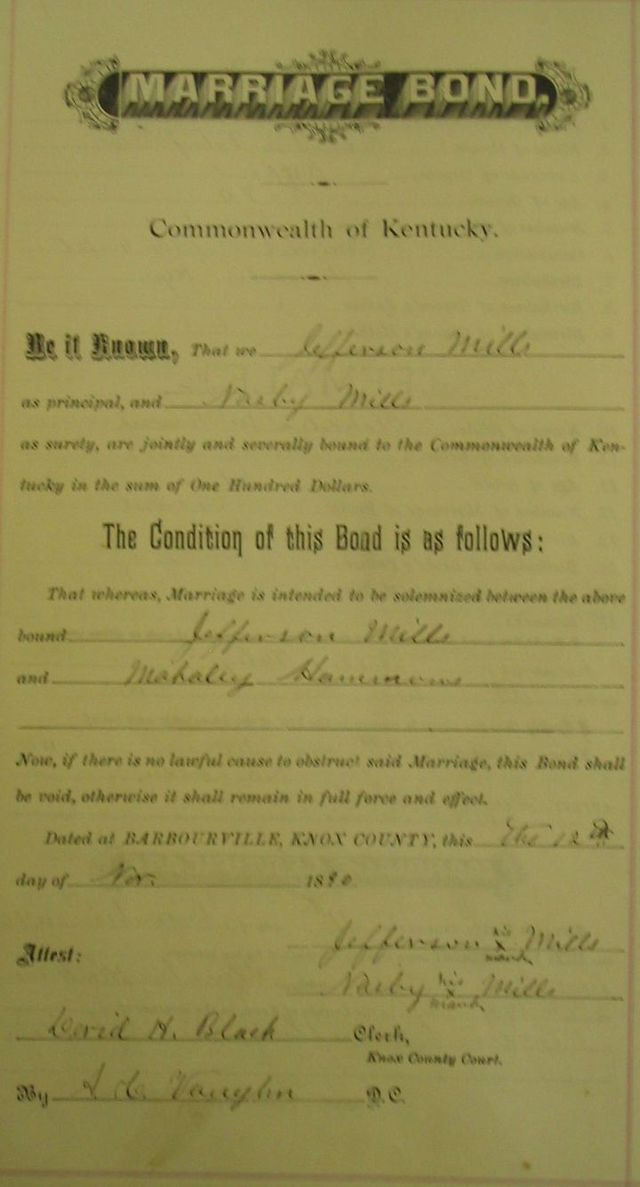 MARRIAGE BOND.
Commonwealth of Kentucky.
Be it Known, That we Jefferson Mills
as principal, and Nasby Mills
as surety, are jointly and severally bound to the Commonwealth of Ken-
tucky in the sum of One Hundred Dollars.
The Condition of this Bond is as follows:
That whereas, Marriage is intended to be solemnized between the above
bound Jefferson Mills
and Mahaley Hammons
Now, if there is no lawful cause to obstruct said Marriage, this Bond shall
be void, otherwise it shall remain in full force and effect.
Dated at BARBOURVILLE, KNOX COUNTY, this the 12th
day of Nov. 1890
Attest:
Jefferson his X mark Mills
Nasby his X mark Mills
David H. Black Clerk,
Knox County Court.
By Vaughn D.C.